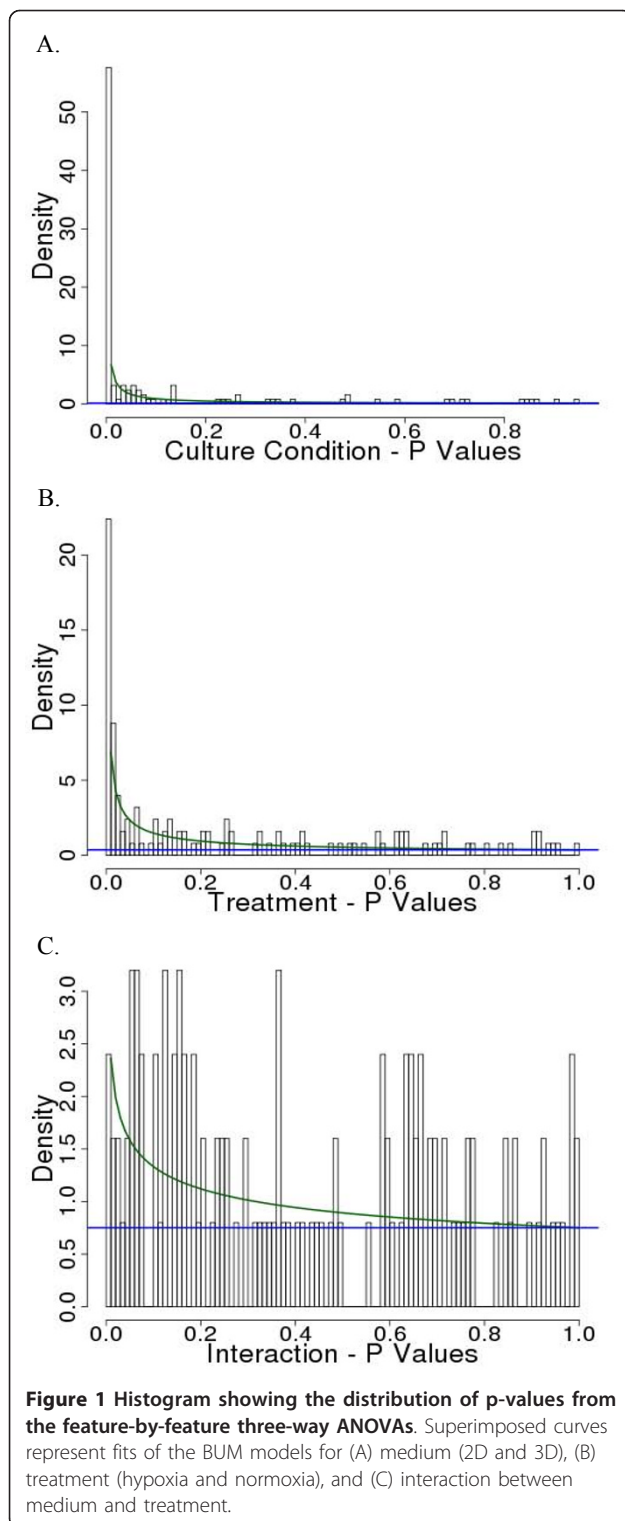 A.
50
40
30
20
10
0
Density
0.0 0.2 0.4 0.6 0.8
Culture Condition - P Values
B.
20
15
10
5
0
Density
0.0 0.2 0.4 0.6 0.8 1.0
Treatment - P Values
C.
3.0
2.5
2.0
1.5
1.0
0.5
0.0
Density
0.0 0.2 0.4 0.6 0.8 1.0
Interaction - P Values
Figure 1 Histogram showing the distribution of p-values from
the feature-by-feature three-way ANOVAs. Superimposed curves
represent fits of the BUM models for (A) medium (2D and 3D), (B)
treatment (hypoxia and normoxia), and (C) interaction between
medium and treatment.